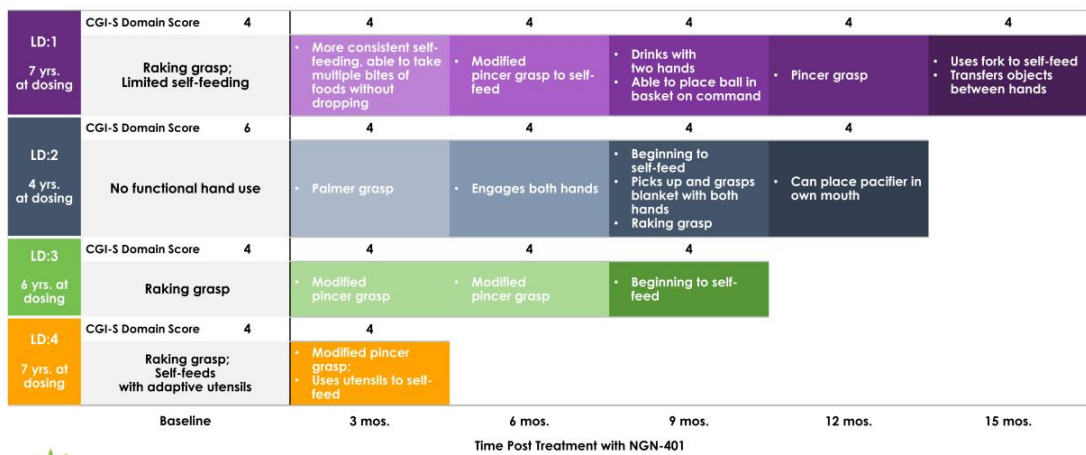 CGI-S Domain Score 4 4 4 4 4 4
LD:1
7 yrs.
at dosing
Raking grasp;
Limited self-feeding
• More consistent self-
feeding, able to take
multiple bites of
foods without
dropping
• Modified
pincer grasp to self-
feed
• Drinks with
two hands
• Able to place ball in
basket on command
• Pincer grasp
• Uses fork to self-feed
• Transfers objects
between hands
CGI-S Domain Score 6 4 4 4 4
LD:2
4 yrs.
at dosing
No functional hand use
• Palmer grasp
• Engages both hands
• Beginning to
self-feed
• Picks up and grasps
blanket with both
hands
• Raking grasp
• Can place pacifier in
own mouth
CGI-S Domain Score 4 4 4 4
LD:3
6 yrs. at
dosing
Raking grasp
• Modified
pincer grasp
• Modified
pincer grasp
• Beginning to self-
feed
CGI-S Domain Score 4 4
LD:4
7 yrs. at
dosing
Raking grasp;
Self-feeds
with adaptive utensils
• Modified pincer
grasp;
• Uses utensils to self-
feed
Baseline 3 mos. 6 mos. 9 mos. 12 mos. 15 mos.
Time Post Treatment with NGN-401